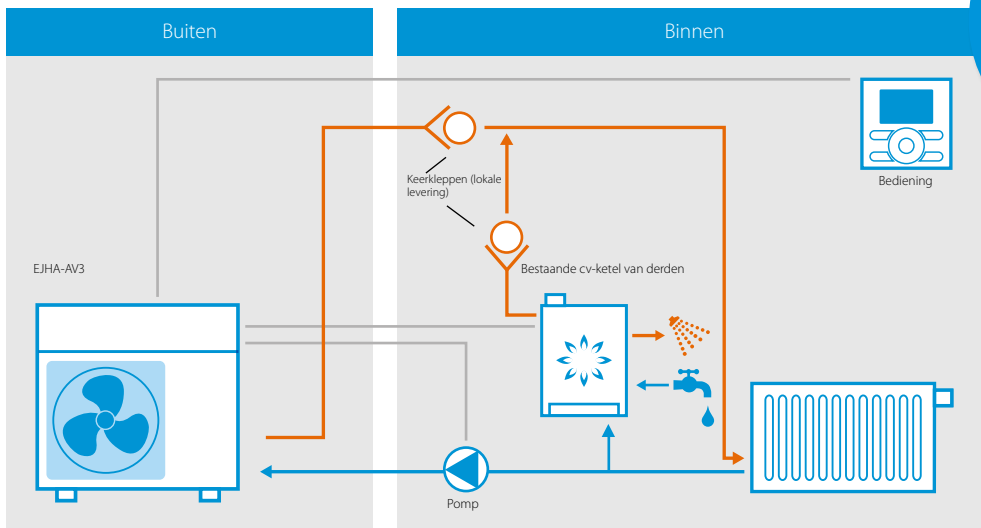 Buiten
Binnen
Keerkleppen (lokale
levering)
Bediening
EJHA-AV3
Bestaande cv-ketel van derden
Pomp